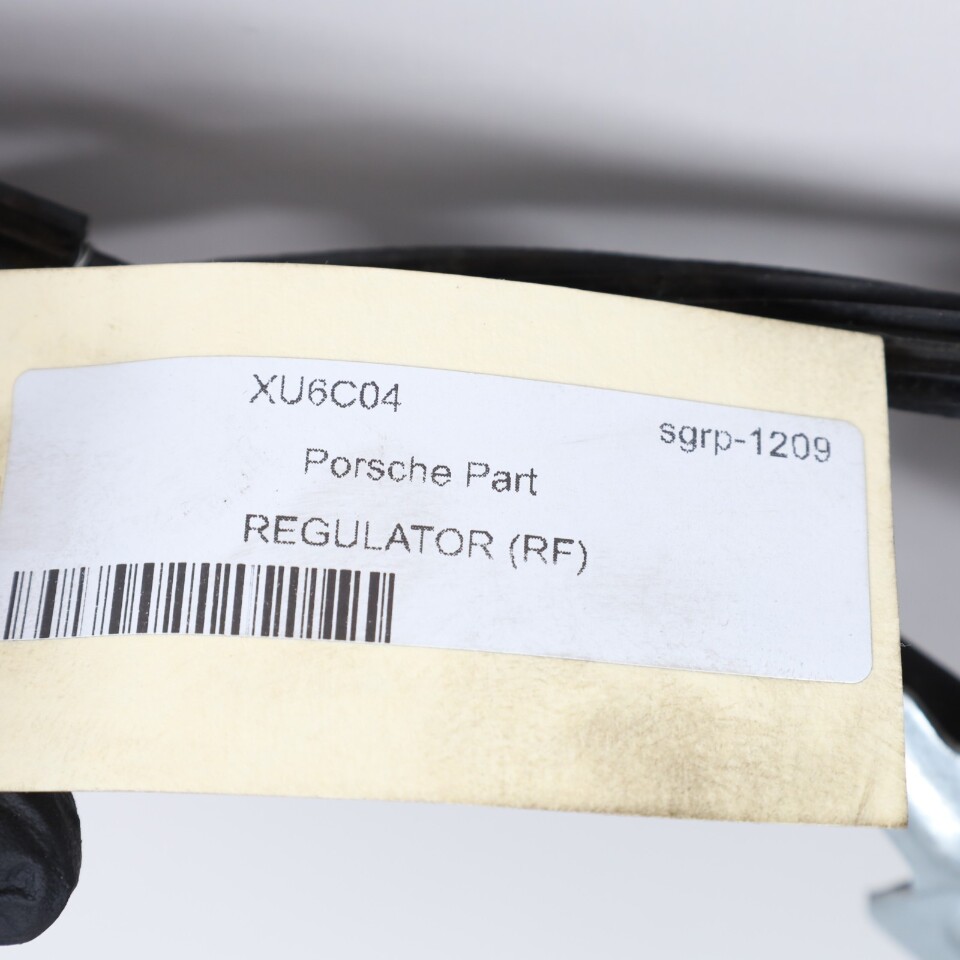 XU6C04
sgrp-1209
Porsche Part
REGULATOR (RF)